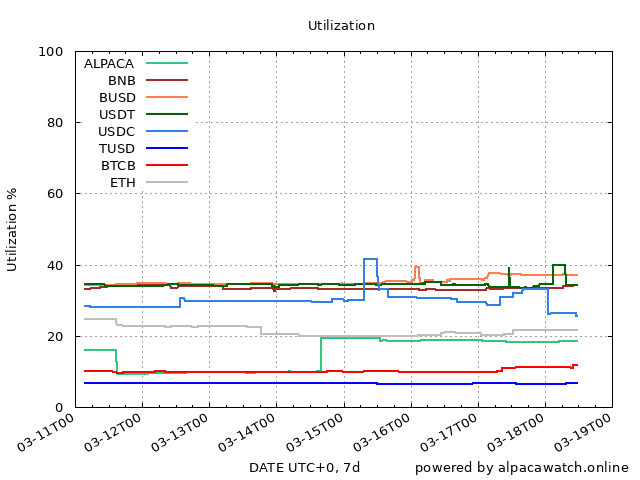 Utilization
100
80
60
40
20
0
Utilization %
ALPACA
BNB
BUSD
USDT
USDC
TUSD
BTCB
ETH
03-11T00
03-12T00
03-13T00
03-14T00
03-15T00
03-16T00
03-17T00
03-18T00
03-19T00
DATE UTC+0, 7d
powered by alpacawatch.online